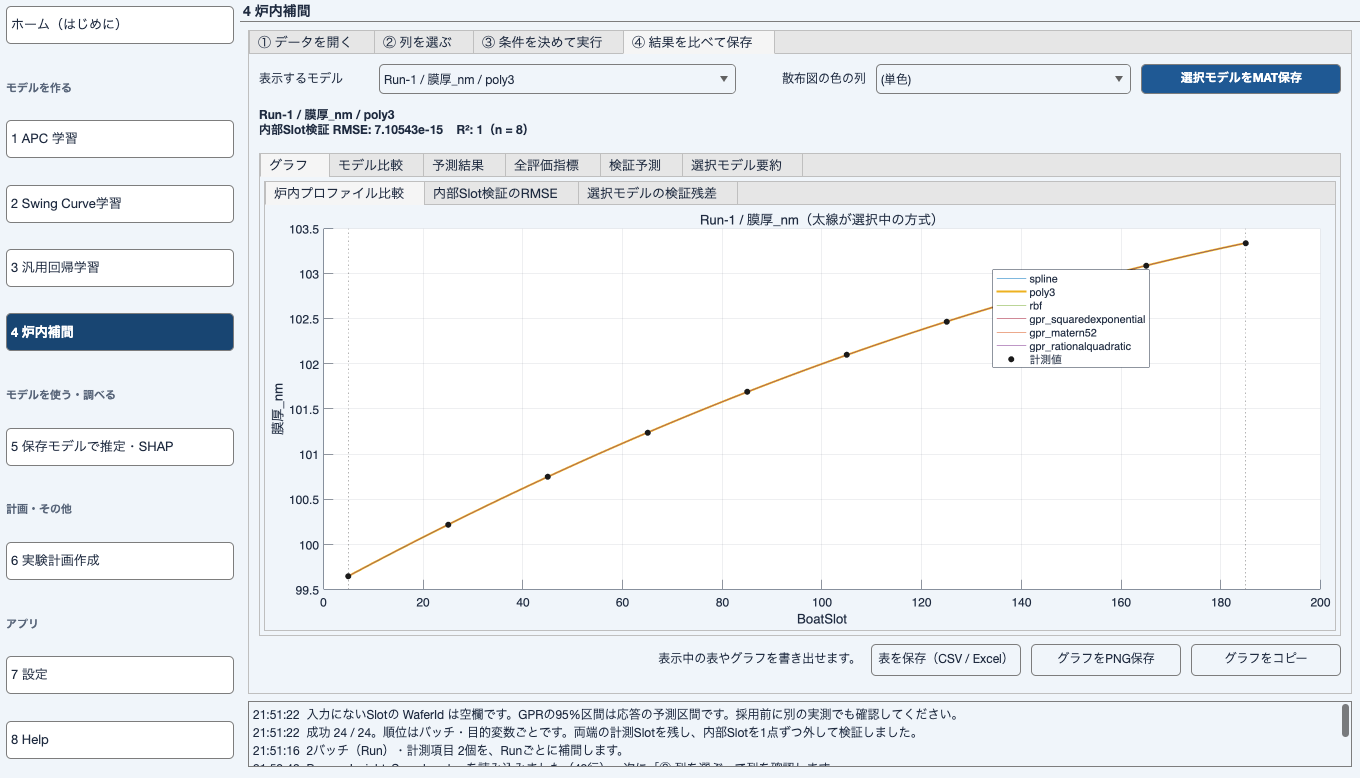 ホーム（はじめに）
モデルを作る
1 APC 学習
2 Swing Curve学習
3 汎用回帰学習
4 炉内補間
モデルを使う・調べる
5 保存モデルで推定・SHAP
計画・その他
6 実験計画作成
アプリ
7 設定
8 Help
4 炉内補間
① データを開く
② 列を選ぶ
③ 条件を決めて実行
④ 結果を比べて保存
表示するモデル
Run-1 / 膜厚_nm / poly3
散布図の色の列
(単色)
選択モデルをMAT保存
Run-1 / 膜厚_nm / poly3
内部Slot検証 RMSE: 7.10543e-15 R²: 1（n = 8）
グラフ
モデル比較
予測結果
全評価指標
検証予測
選択モデル要約
炉内プロファイル比較
内部Slot検証のRMSE
選択モデルの検証残差
Run-1 / 膜厚_nm（太線が選択中の方式）
103.5
103
102.5
102
101.5
101
100.5
100
99.5
膜厚_nm
0
20
40
60
80
100
120
140
160
180
200
BoatSlot
spline
poly3
rbf
gpr_squaredexponential
gpr_matern52
gpr_rationalquadratic
計測値
表示中の表やグラフを書き出せます。
表を保存（CSV / Excel）
グラフをPNG保存
グラフをコピー
21:51:22 入力にないSlotの WaferId は空欄です。GPRの95%区間は応答の予測区間です。採用前に別の実測でも確認してください。
21:51:22 成功 24 / 24。順位はバッチ・目的変数ごとです。両端の計測Slotを残し、内部Slotを1点ずつ外して検証しました。
21:51:16 2バッチ（Run）・計測項目 2個を、Runごとに補間します。